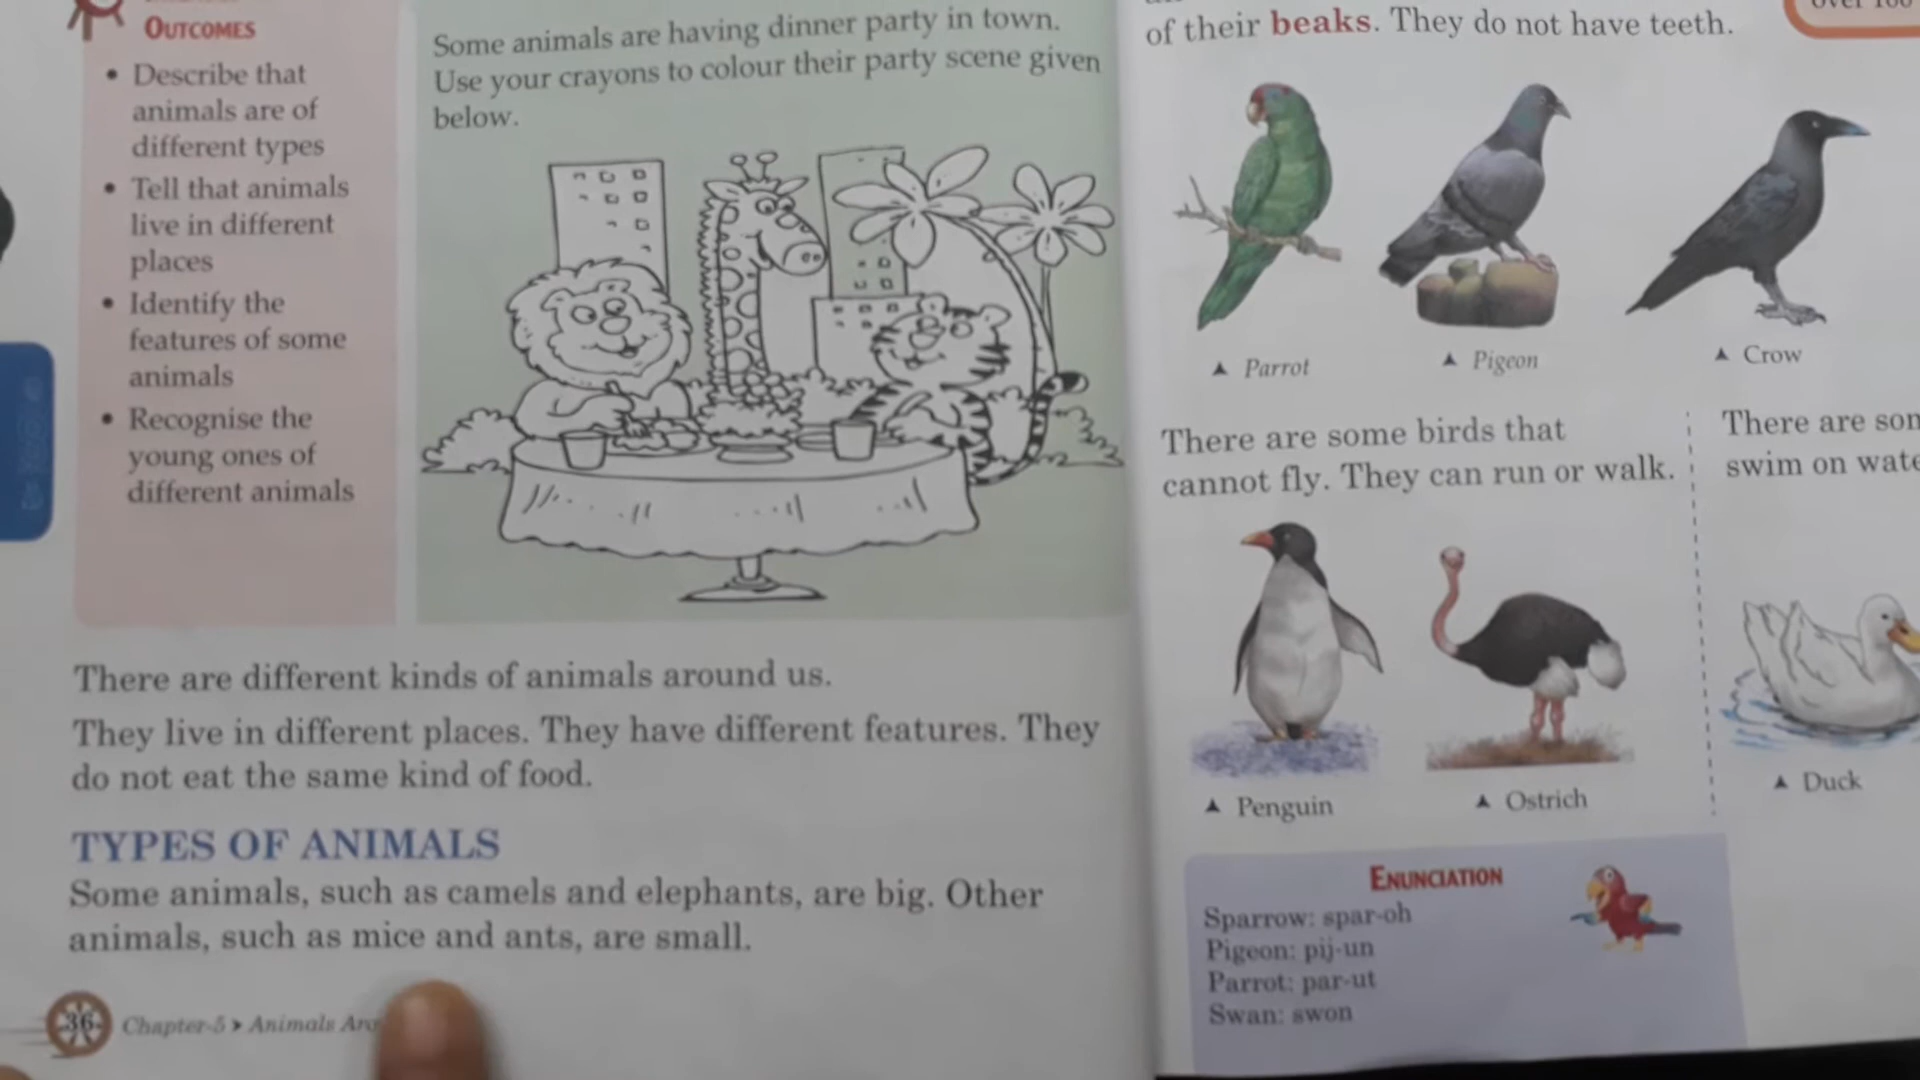 OUTCOMES
• Describe that
animals are of
different types
• Tell that animals
live in different
places
• Identify the
features of some
animals
• Recognise the
young ones of
different animals
Some animals are having dinner party in town.
Use your crayons to colour their party scene given
below.
There are different kinds of animals around us.
They live in different places. They have different features. They
do not eat the same kind of food.
TYPES OF ANIMALS
Some animals, such as camels and elephants, are big. Other
animals, such as mice and ants, are small.
36 Chapter-5 Animals
of their beaks. They do not have teeth.
Parrot
Pigeon
Crow
There are some birds that
cannot fly. They can run or walk.
There are
swim on
Penguin
Ostrich
Duck
ENUNCIATION
Sparrow: spar-oh
Pigeon: pij-un
Parrot: par-ut
Swan: swon